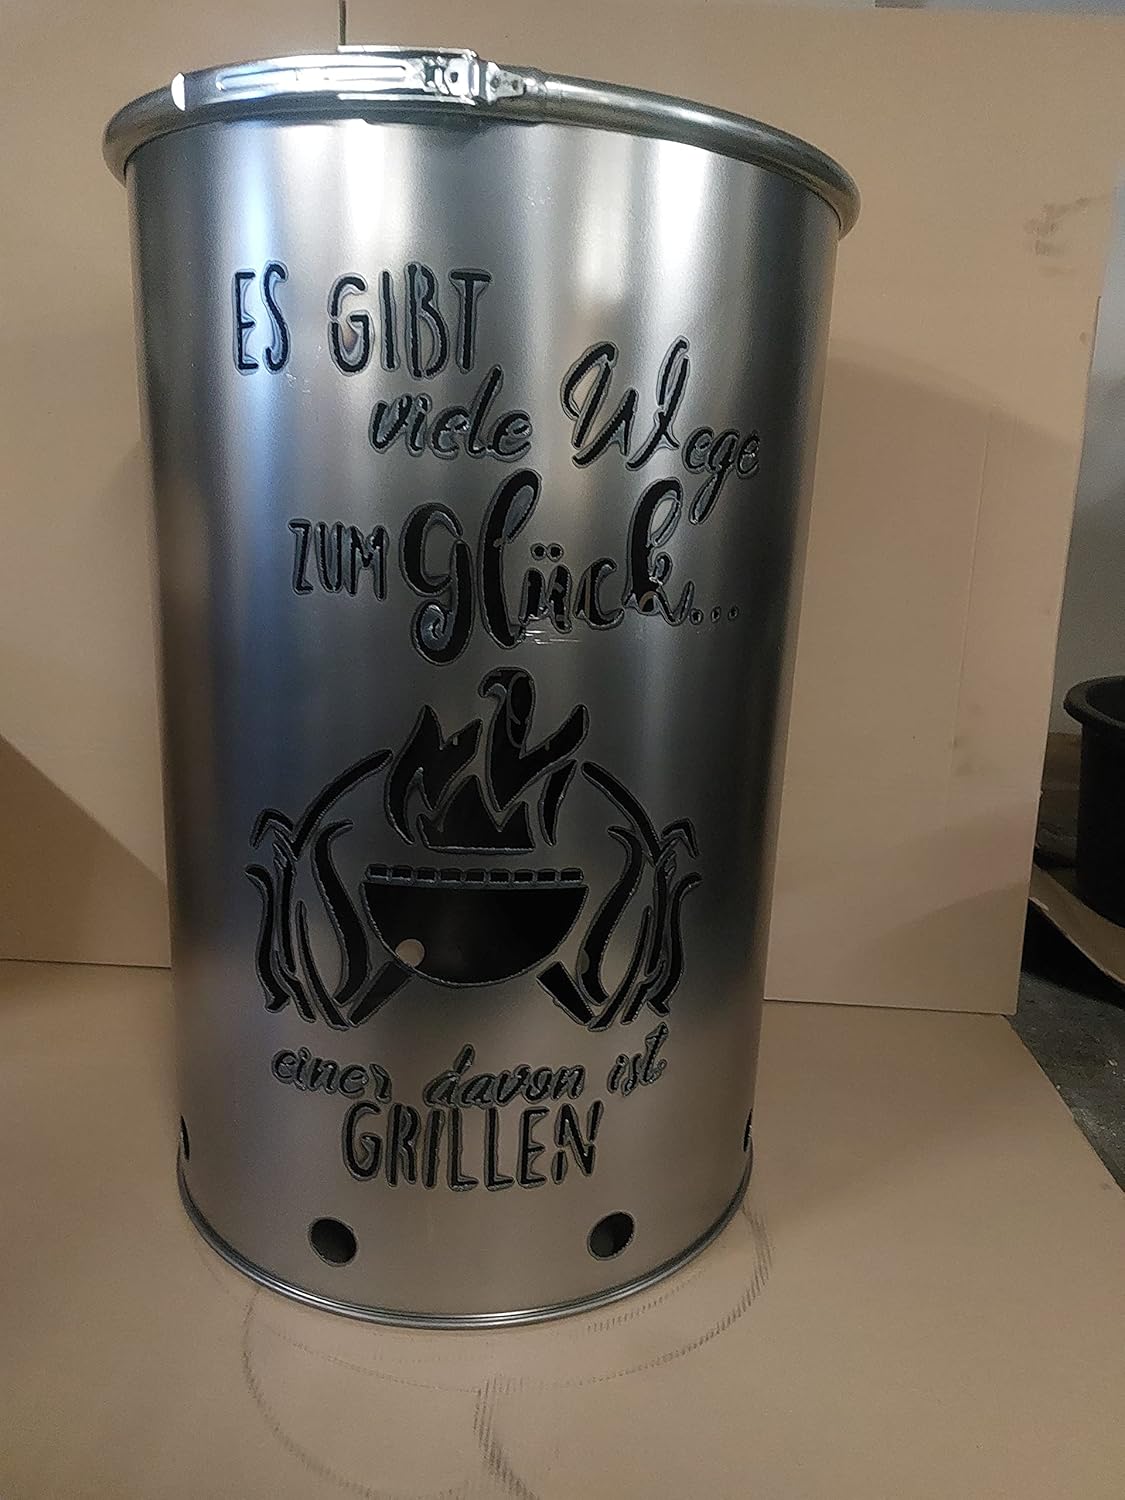 ES GIBT
viele Wege
ZUM Glück...
einer davon ist
GRILLEN